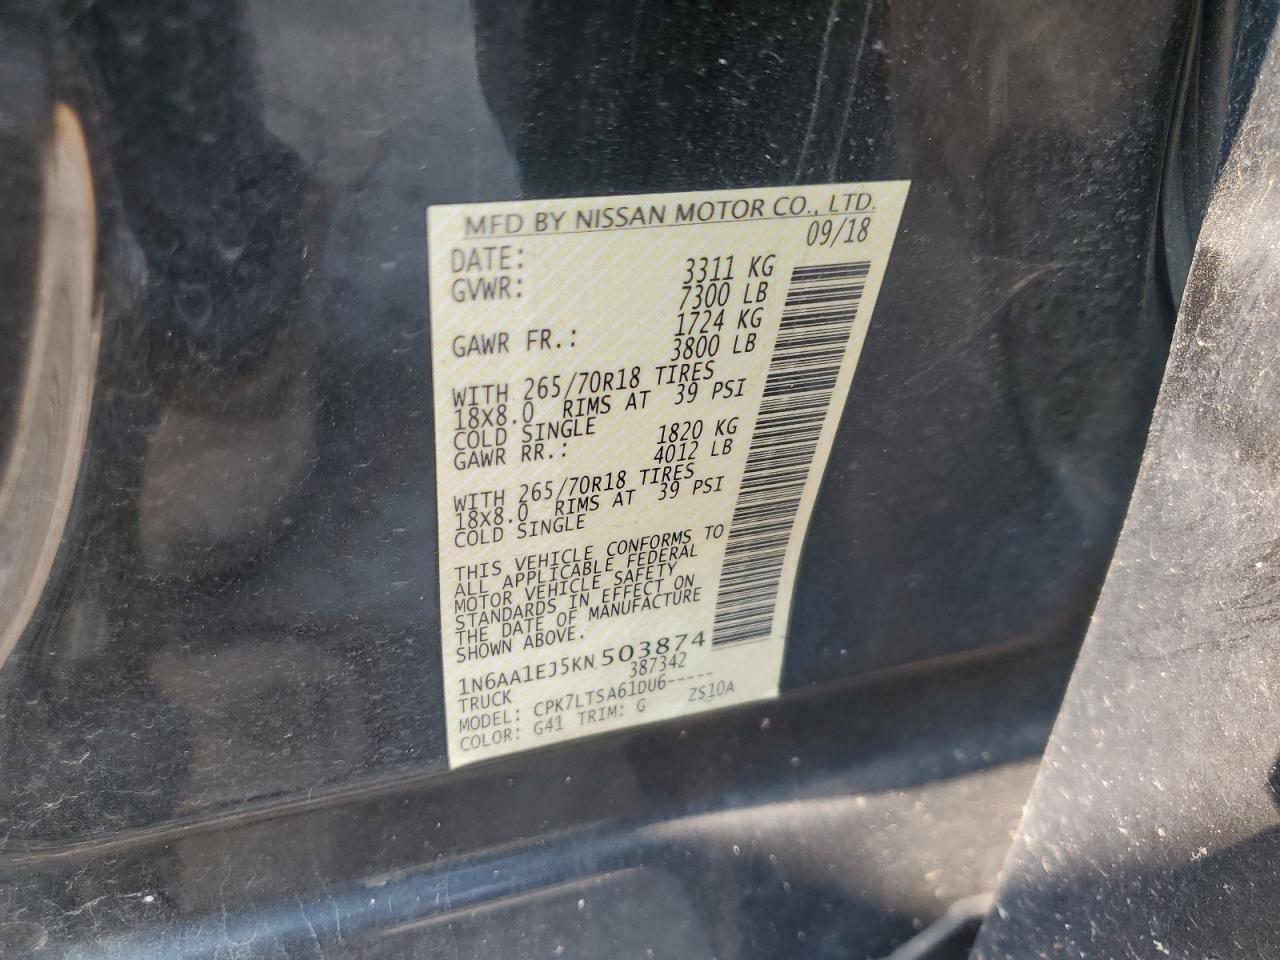 MFD BY NISSAN MOTOR CO., LTD.
DATE: 09/18
GVWR: 3311 KG
7300 LB
GAWR FR.: 1724 KG
3800 LB
WITH 265/70R18 TIRES
18X8.0 RIMS AT 39 PSI
COLD SINGLE
GAWR RR.: 1820 KG
4012 LB
WITH 265/70R18 TIRES
18X8.0 RIMS AT 39 PSI
COLD SINGLE
THIS VEHICLE CONFORMS TO
ALL APPLICABLE FEDERAL
MOTOR VEHICLE SAFETY
STANDARDS IN EFFECT ON
THE DATE OF MANUFACTURE
SHOWN ABOVE.
1N6AA1EJ5KN503874
TRUCK 387342
MODEL: CPK7LTSA61DU6-----
COLOR: G41 TRIM: G ZS10A